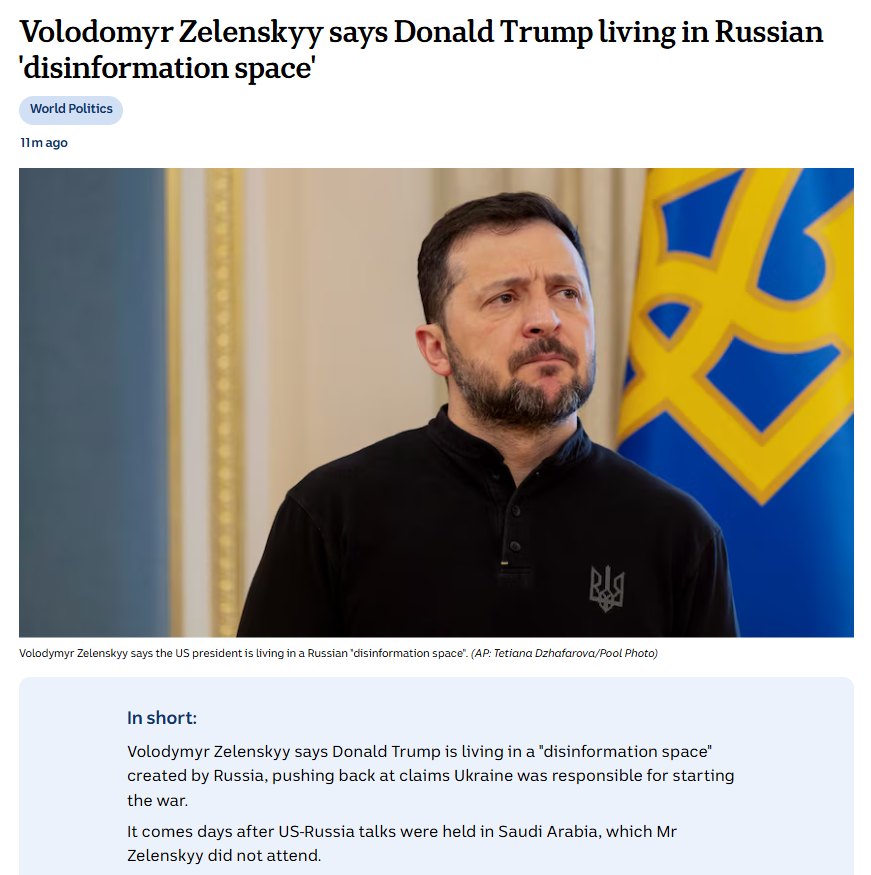 Volodomyr Zelenskyy says Donald Trump living in Russian
'disinformation space'
World Politics
11m ago
Volodymyr Zelenskyy says the US president is living in a Russian "disinformation space". (AP: Tetiana Dzhafarova/Pool Photo)
In short:
Volodymyr Zelenskyy says Donald Trump is living in a "disinformation space"
created by Russia, pushing back at claims Ukraine was responsible for starting
the war.
It comes days after US-Russia talks were held in Saudi Arabia, which Mr
Zelenskyy did not attend.